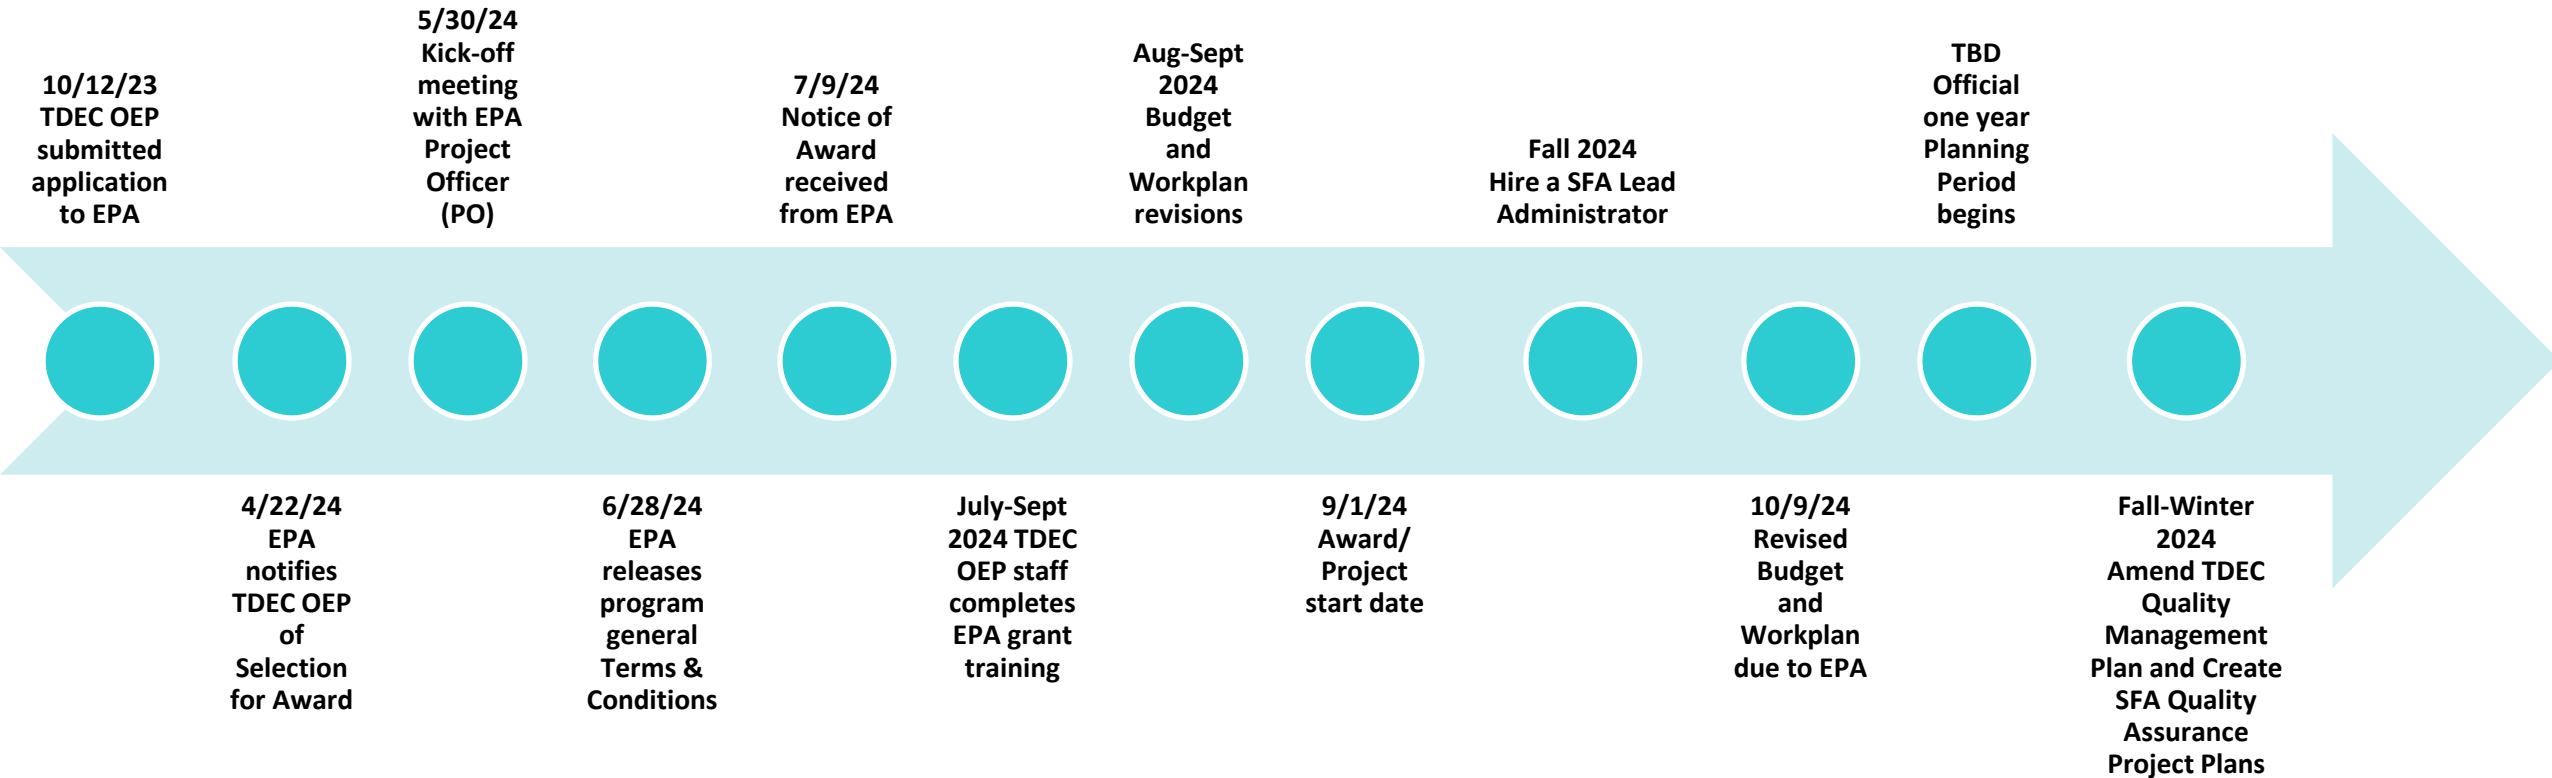 10/12/23
TDEC OEP
submitted
application
to EPA
4/22/24
EPA
notifies
TDEC OEP
of
Selection
for Award
5/30/24
Kick-off
meeting
with EPA
Project
Officer
(PO)
6/28/24
EPA
releases
program
general
Terms &
Conditions
7/9/24
Notice of
Award
received
from EPA
July-Sept
2024 TDEC
OEP staff
completes
EPA grant
training
Aug-Sept
2024
Budget
and
Workplan
revisions
9/1/24
Award/
Project
start date
Fall 2024
Hire a SFA Lead
Administrator
10/9/24
Revised
Budget
and
Workplan
due to EPA
TBD
Official
one year
Planning
Period
begins
Fall-Winter
2024
Amend TDEC
Quality
Management
Plan and Create
SFA Quality
Assurance
Project Plans